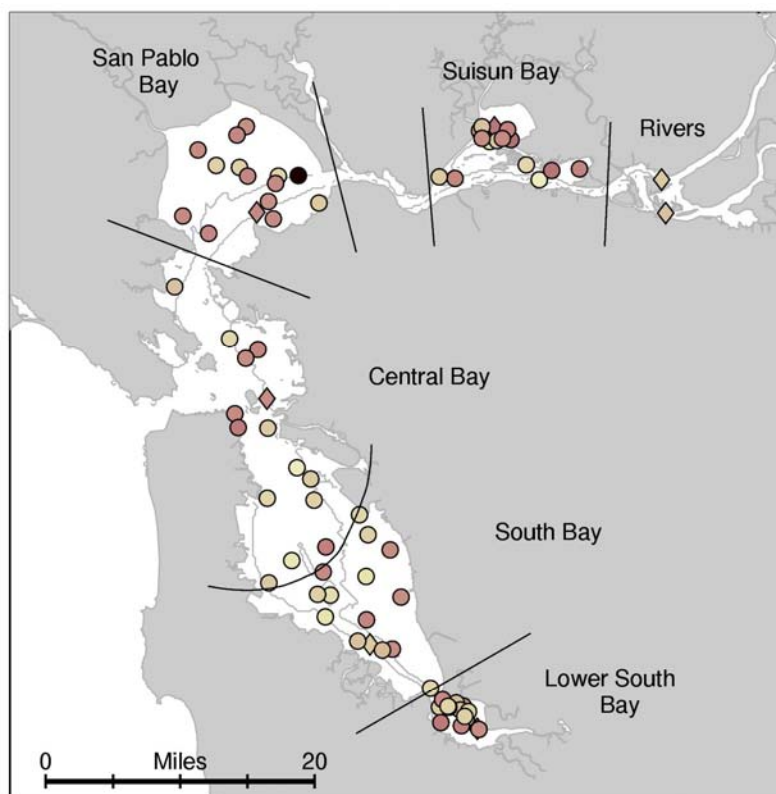 San Pablo
Bay
Suisun Bay
Rivers
Central Bay
South Bay
Lower South
Bay
0 Miles 20